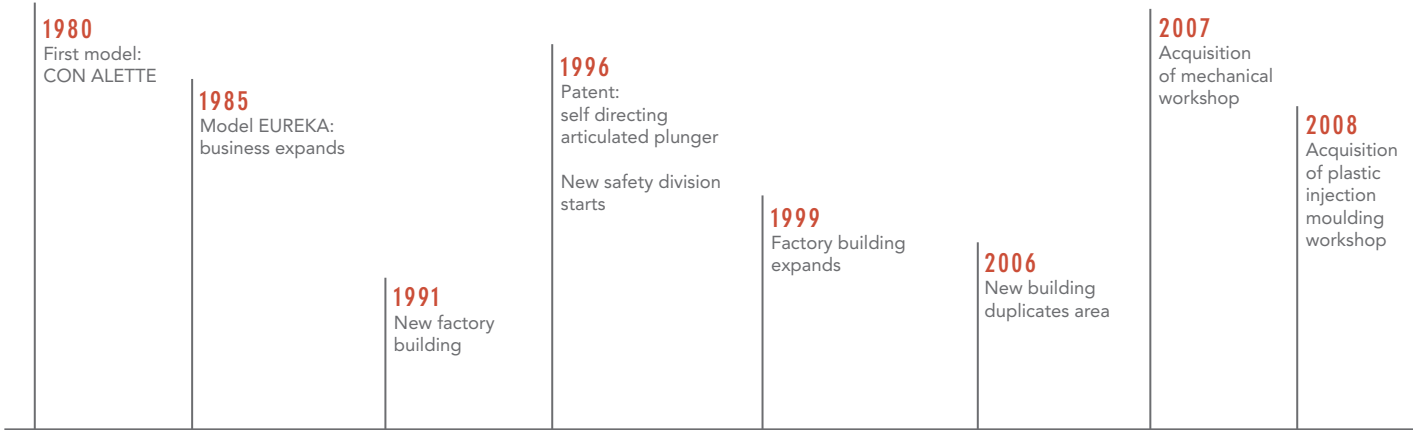 1980
First model:
CON ALETTE
1985
Model EUREKA:
business expands
1991
New factory
building
1996
Patent:
self directing
articulated plunger
New safety division
starts
1999
Factory building
expands
2006
New building
duplicates area
2007
Acquisition
of mechanical
workshop
2008
Acquisition
of plastic
injection
moulding
workshop